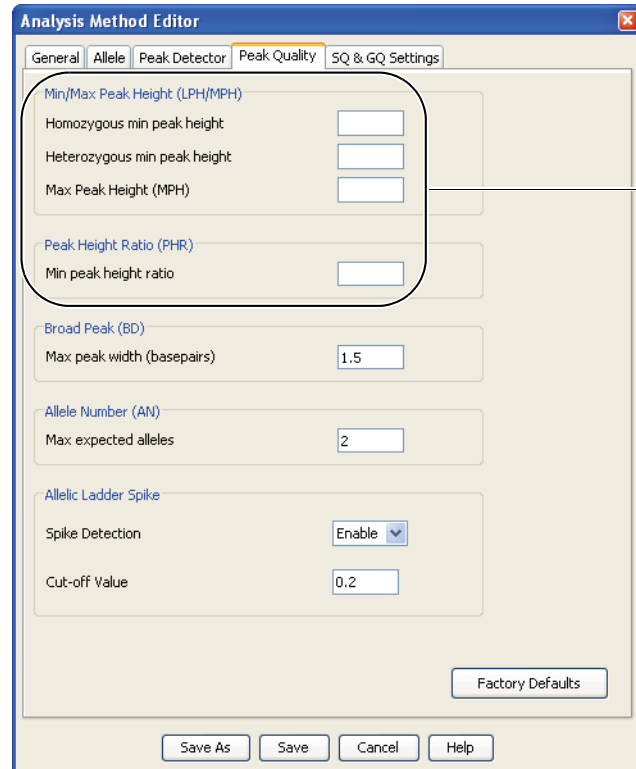 Analysis Method Editor
General Allele Peak Detector Peak Quality SQ & GQ Settings
Min/Max Peak Height (LPH/MPH)
Homozygous min peak height
Heterozygous min peak height
Max Peak Height (MPH)
Peak Height Ratio (PHR)
Min peak height ratio
Broad Peak (BD)
Max peak width (basepairs) 1.5
Allele Number (AN)
Max expected alleles 2
Allelic Ladder Spike
Spike Detection Enable
Cut-off Value 0.2
Factory Defaults
Save As Save Cancel Help